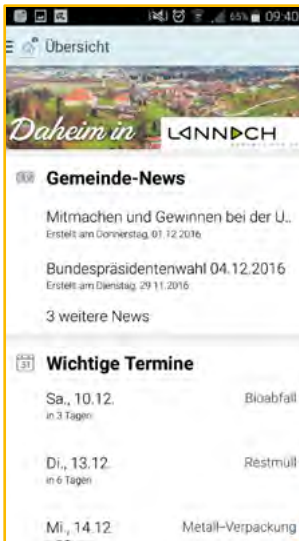 65% 09:40
Übersicht
Daheim in LANNACH
Gemeinde-News
Mitmachen und Gewinnen bei der U..
Erstellt am Donnerstag, 01.12.2016
Bundespräsidentenwahl 04.12.2016
Erstellt am Dienstag, 29.11.2016
3 weitere News
31 Wichtige Termine
Sa., 10.12. Bioabfall
in 3 Tagen
Di., 13.12. Restmüll
in 6 Tagen
Mi., 14.12 Metall-Verpackung